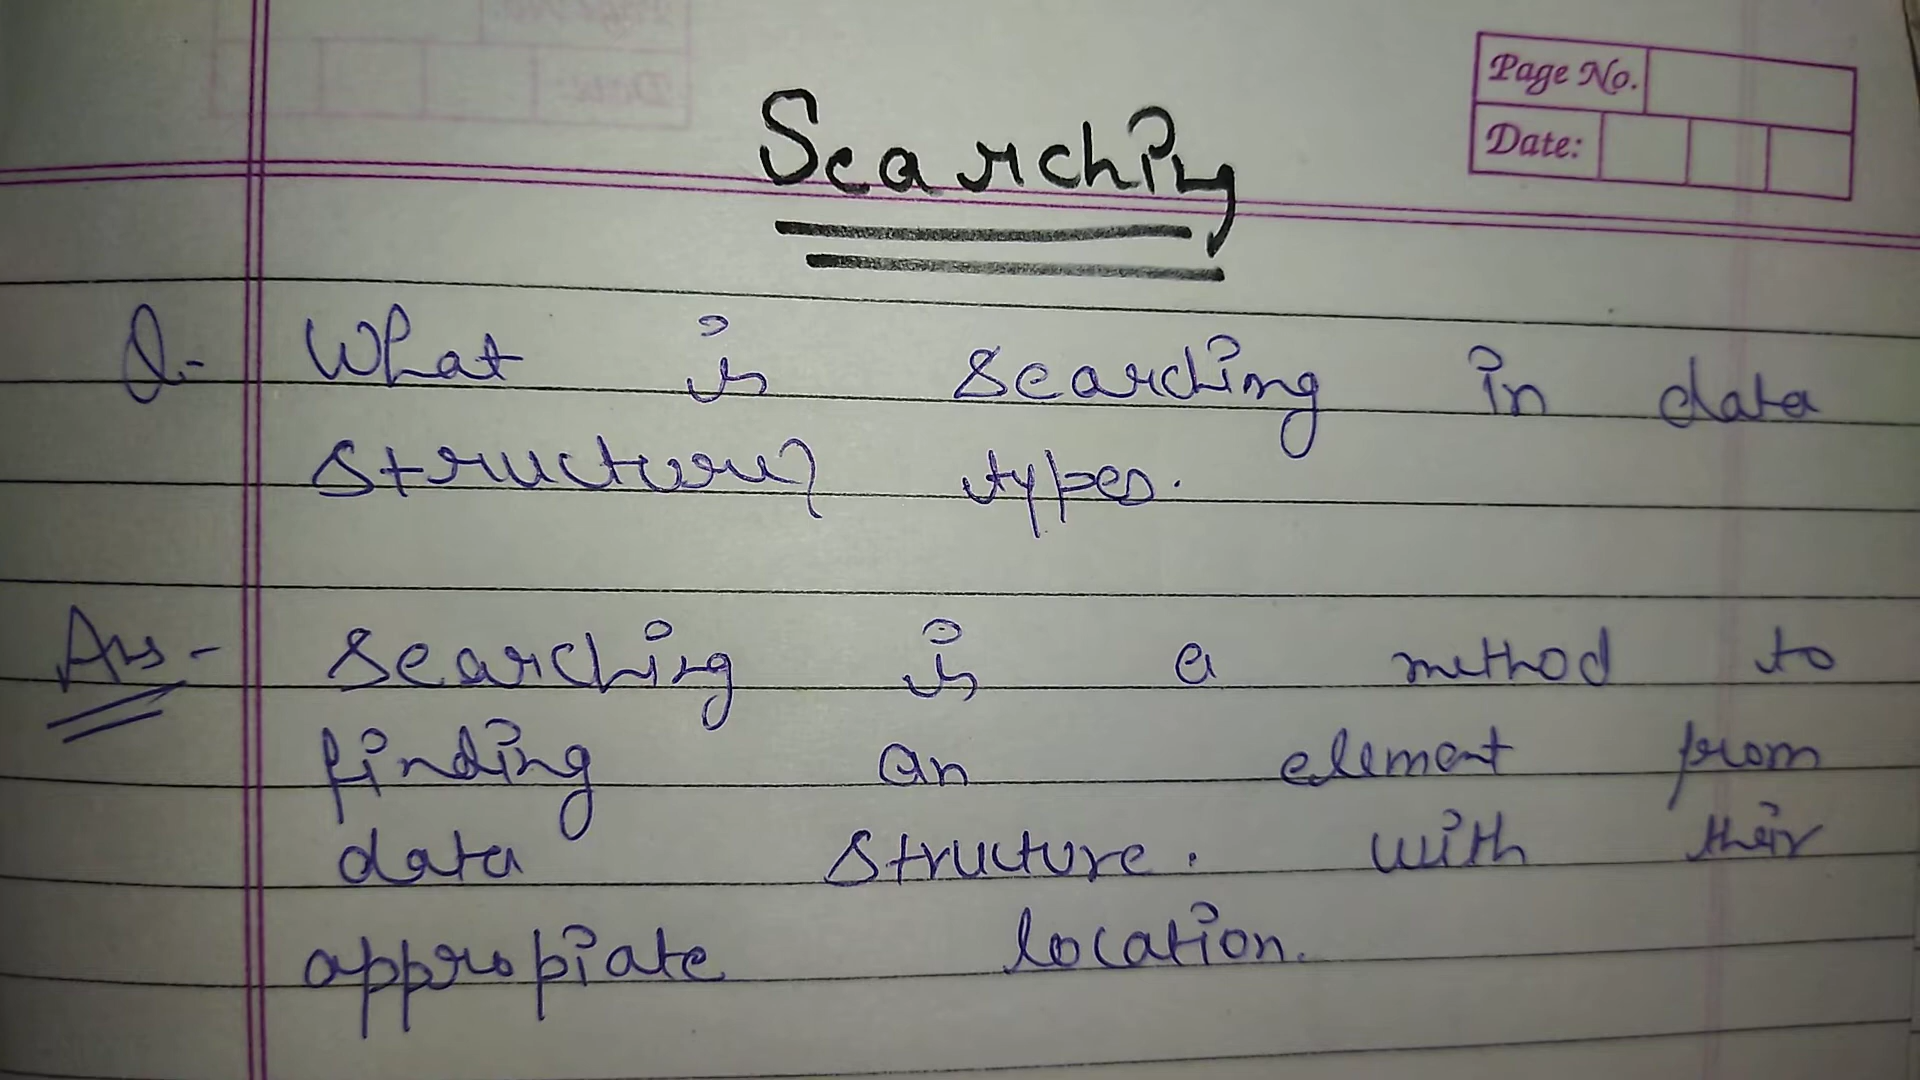 Page No.
Date:
Searching
Q- What is searching in data
structure? types.
Ans- Searching is a method to
finding an element from
data structure. with their
appropiate location.